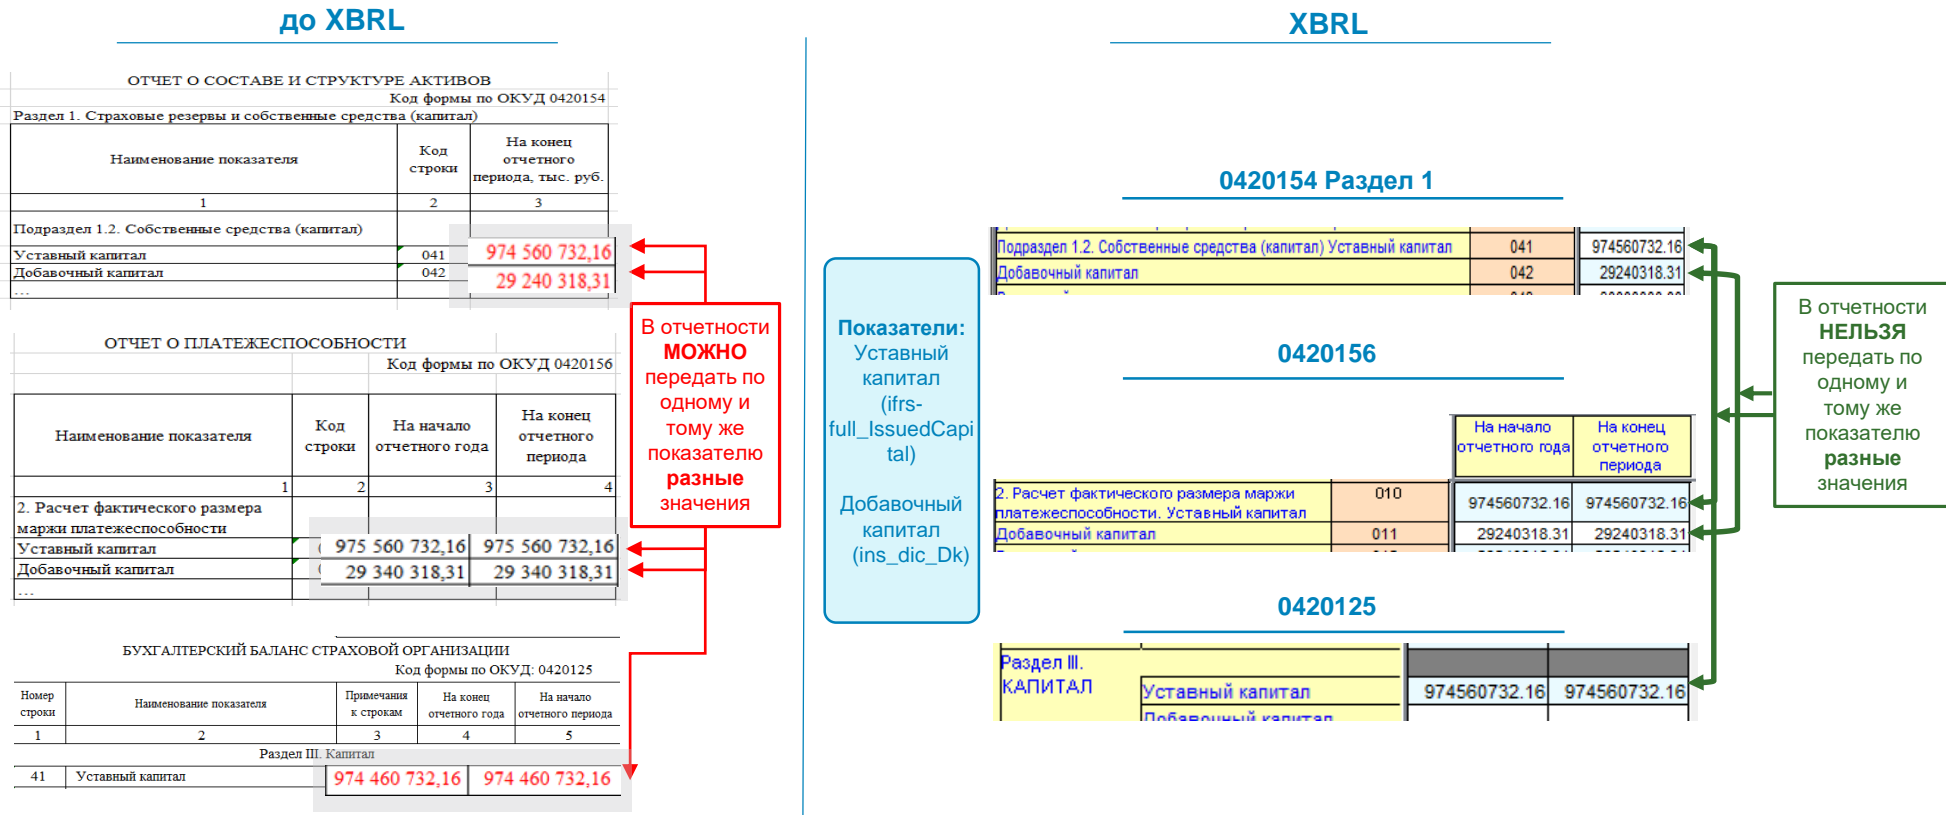 до XBRL
ОТЧЕТ О СОСТАВЕ И СТРУКТУРЕ АКТИВОВ
Код формы по ОКУД 0420154
Раздел 1. Страховые резервы и собственные средства (капитал)
Наименование показателя
Код
строки
На конец
отчетного
периода, тыс. руб.
1 2 3
Подраздел 1.2. Собственные средства (капитал)
Уставный капитал 041 974 560 732,16
Добавочный капитал 042 29 240 318,31
...
ОТЧЕТ О ПЛАТЕЖЕСПОСОБНОСТИ
Код формы по ОКУД 0420156
Наименование показателя
Код
строки
На начало
отчетного года
На конец
отчетного
периода
1 2 3 4
2. Расчет фактического размера
маржи платежеспособности
Уставный капитал 975 560 732,16 975 560 732,16
Добавочный капитал 29 340 318,31 29 340 318,31
...
БУХГАЛТЕРСКИЙ БАЛАНС СТРАХОВОЙ ОРГАНИЗАЦИИ
Код формы по ОКУД: 0420125
Номер
строки
Наименование показателя
Примечания
к строкам
На конец
отчетного года
На начало
отчетного периода
1 2 3 4 5
Раздел III. Капитал
41 Уставный капитал 974 460 732,16 974 460 732,16
В отчетности
МОЖНО
передать по
одному и
тому же
показателю
разные
значения
XBRL
Показатели:
Уставный
капитал
(ifrs-
full_IssuedCapi
tal)
Добавочный
капитал
(ins_dic_Dk)
0420154 Раздел 1
Подраздел 1.2. Собственные средства (капитал) Уставный капитал 041 974560732.16
Добавочный капитал 042 29240318.31
0420156
На начало
отчетного года
На конец
отчетного
периода
2. Расчет фактического размера маржи
платежеспособности. Уставный капитал
010 974560732.16 974560732.16
Добавочный капитал 011 29240318.31 29240318.31
0420125
Раздел III.
КАПИТАЛ
Уставный капитал 974560732.16 974560732.16
Добавочный капитал
В отчетности
НЕЛЬЗЯ
передать по
одному и
тому же
показателю
разные
значения